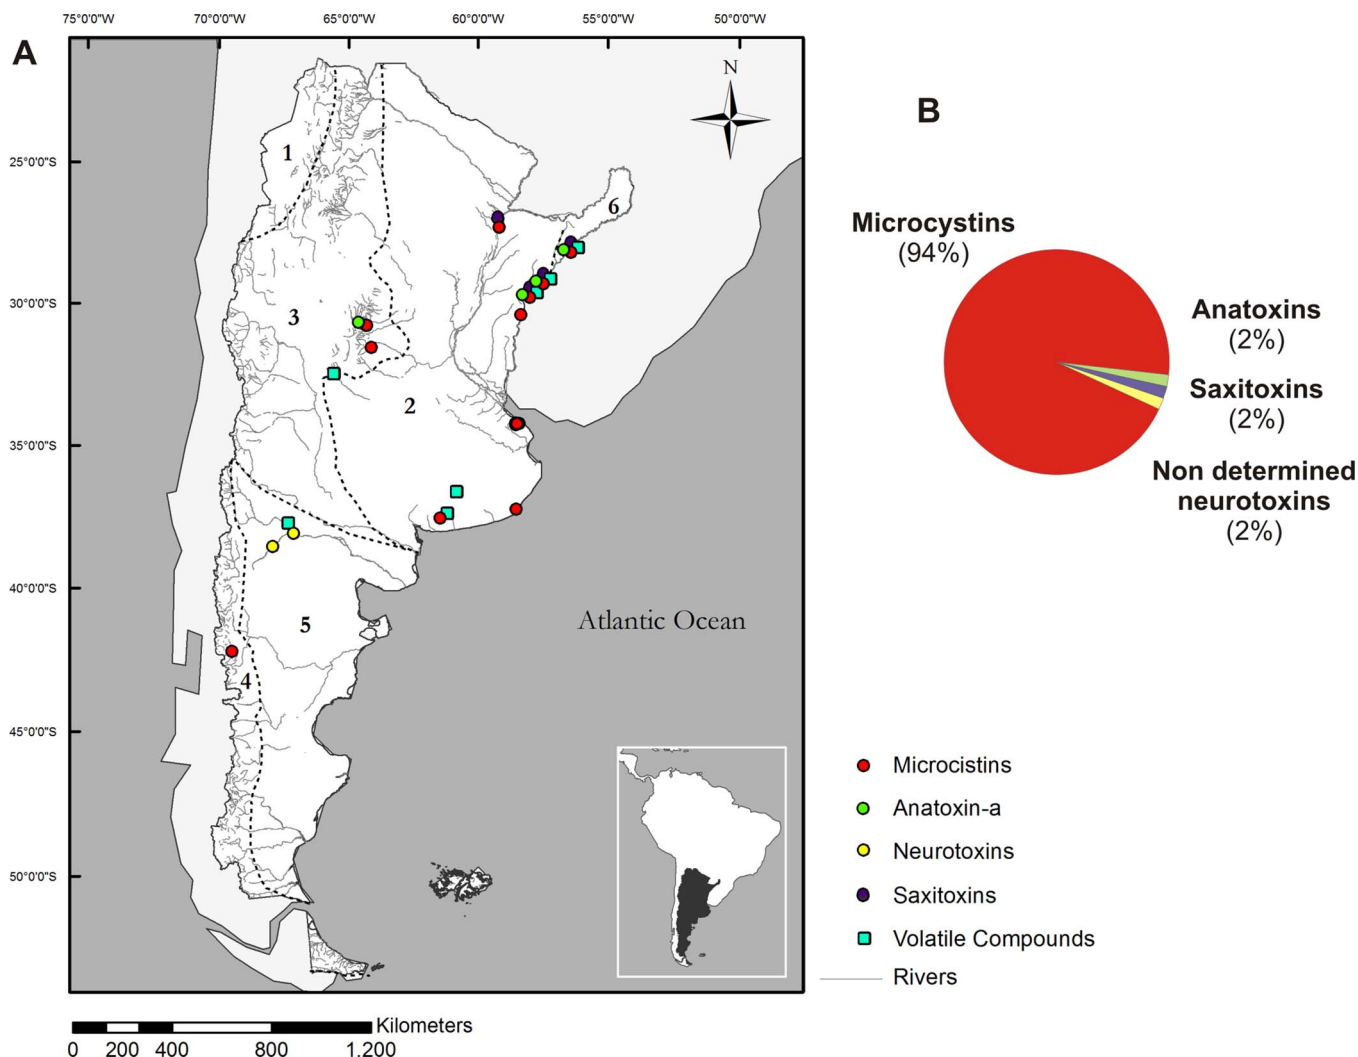 75°0'0"W 70°0'0"W 65°0'0"W 60°0'0"W 55°0'0"W 50°0'0"W
A
N
B
25°0'0"S
30°0'0"S
35°0'0"S
40°0'0"S
45°0'0"S
50°0'0"S
1
6
3
2
5
4
Atlantic Ocean
Kilometers
0 200 400 800 1.200
Microcystins
(94%)
Anatoxins
(2%)
Saxitoxins
(2%)
Non determined
neurotoxins
(2%)
Microcistins
Anatoxin-a
Neurotoxins
Saxitoxins
Volatile Compounds
Rivers